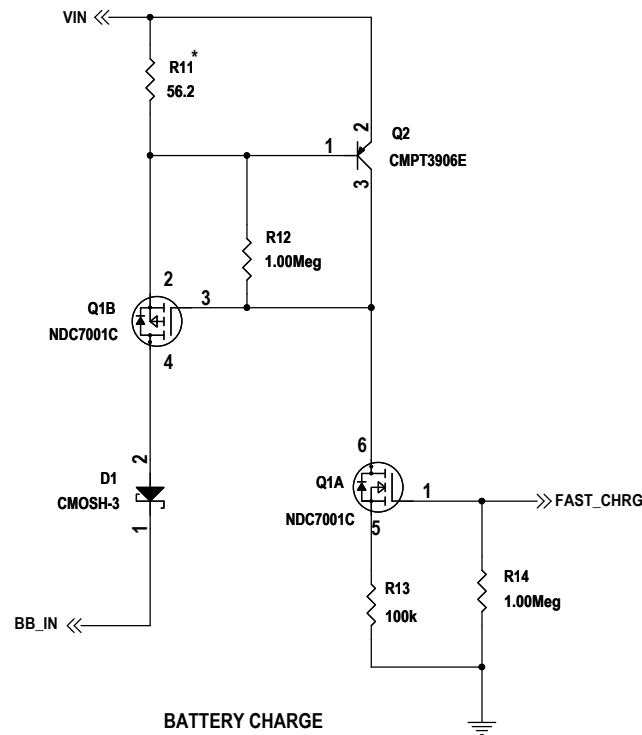 VIN
R11*
56.2
2
Q2
1
CMPT3906E
3
R12
1.00Meg
2
Q1B
3
NDC7001C
4
6
2
D1
Q1A
1
FAST_CHRG
CMOSH-3
NDC7001C
5
1
R13
R14
100k
1.00Meg
BB_IN
BATTERY CHARGE